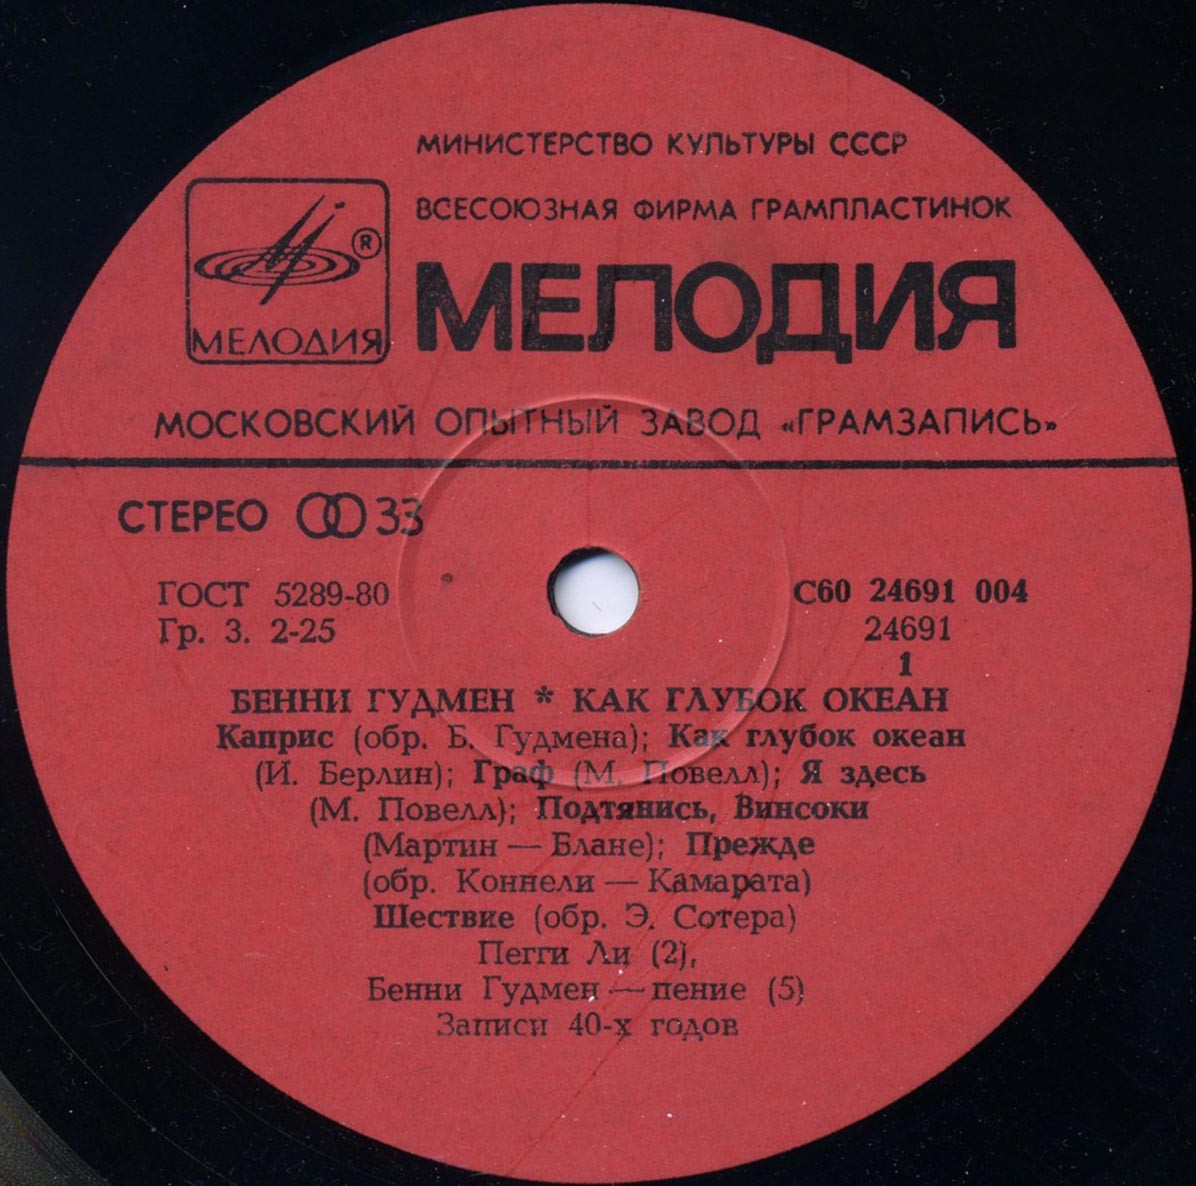 МИНИСТЕРСТВО КУЛЬТУРЫ СССР
ВСЕСОЮЗНАЯ ФИРМА ГРАМПЛАСТИНОК
®
МЕЛОДИЯ
МЕЛОДИЯ
МОСКОВСКИЙ ОПЫТНЫЙ ЗАВОД «ГРАМЗАПИСЬ»
СТЕРЕО 33
ГОСТ 5289-80
Гр. 3. 2-25
С60 24691 004
24691
1
БЕННИ ГУДМЕН * КАК ГЛУБОК ОКЕАН
Каприс (обр. Б. Гудмена); Как глубок океан
(И. Берлин); Граф (М. Повелл); Я здесь
(М. Повелл); Подтянись, Винсоки
(Мартин — Блане); Прежде
(обр. Коннели — Камарата)
Шествие (обр. Э. Сотера)
Пегги Ли (2),
Бенни Гудмен — пение (5)
Записи 40-х годов